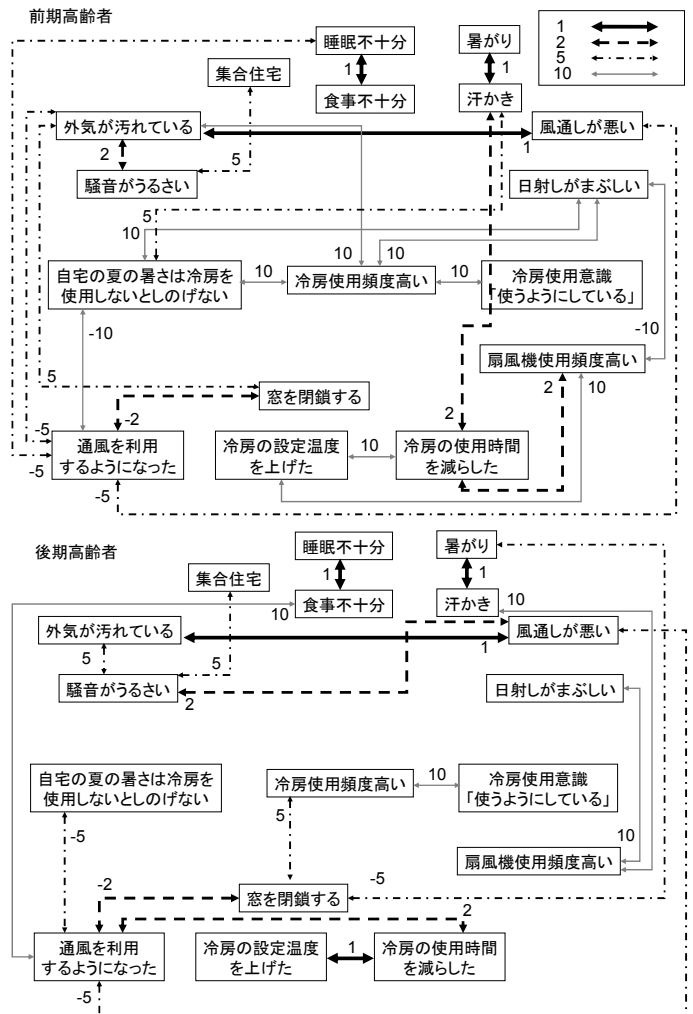 前期高齢者
1
2
5
10
睡眠不十分
暑がり
1
1
集合住宅
食事不十分
汗かき
外気が汚れている
風通しが悪い
1
2
5
騒音がうるさい
日射しがまぶしい
5
10
10
10
自宅の夏の暑さは冷房を
使用しないとしのげない
10
冷房使用頻度高い
10
冷房使用意識
「使うようにしている」
-10
-10
扇風機使用頻度高い
5
2
10
窓を閉鎖する
-2
2
-5
-5
通風を利用
するようになった
冷房の設定温度
を上げた
10
冷房の使用時間
を減らした
-5
後期高齢者
睡眠不十分
暑がり
1
1
集合住宅
食事不十分
10
汗かき
10
外気が汚れている
風通しが悪い
1
5
5
騒音がうるさい
2
日射しがまぶしい
自宅の夏の暑さは冷房を
使用しないとしのげない
冷房使用頻度高い
10
冷房使用意識
「使うようにしている」
5
-5
10
扇風機使用頻度高い
-2
窓を閉鎖する
-5
2
通風を利用
するようになった
冷房の設定温度
を上げた
1
冷房の使用時間
を減らした
-5